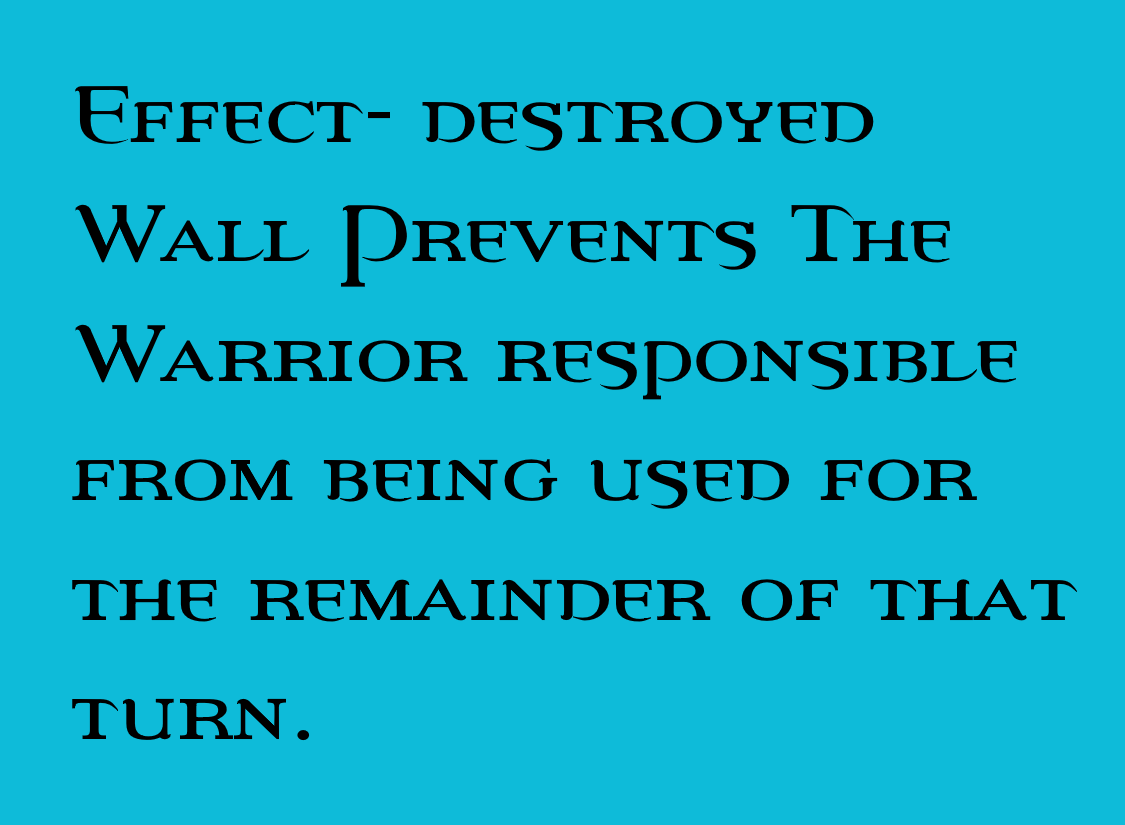 Effect- destroyed
Wall Prevents The
Warrior responsible
from being used for
the remainder of that
turn.